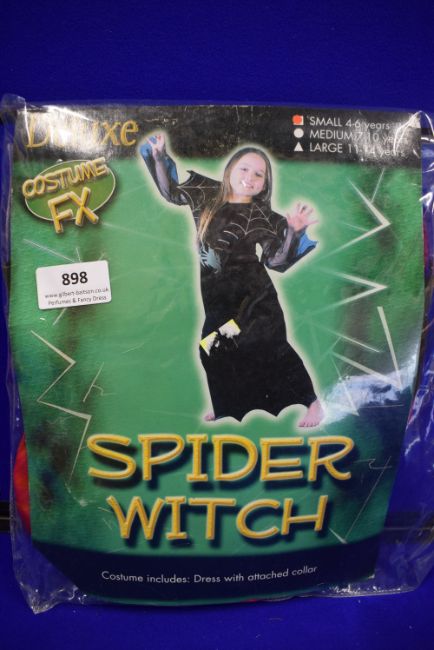 Deluxe
SMALL 4-6 years
MEDIUM 7-10 years
LARGE 11-14 years
COSTUME
FX
898
www.gilbert-baitson.co.uk
Perfumes & Fancy Dress
SPIDER
WITCH
Costume includes: Dress with attached collar